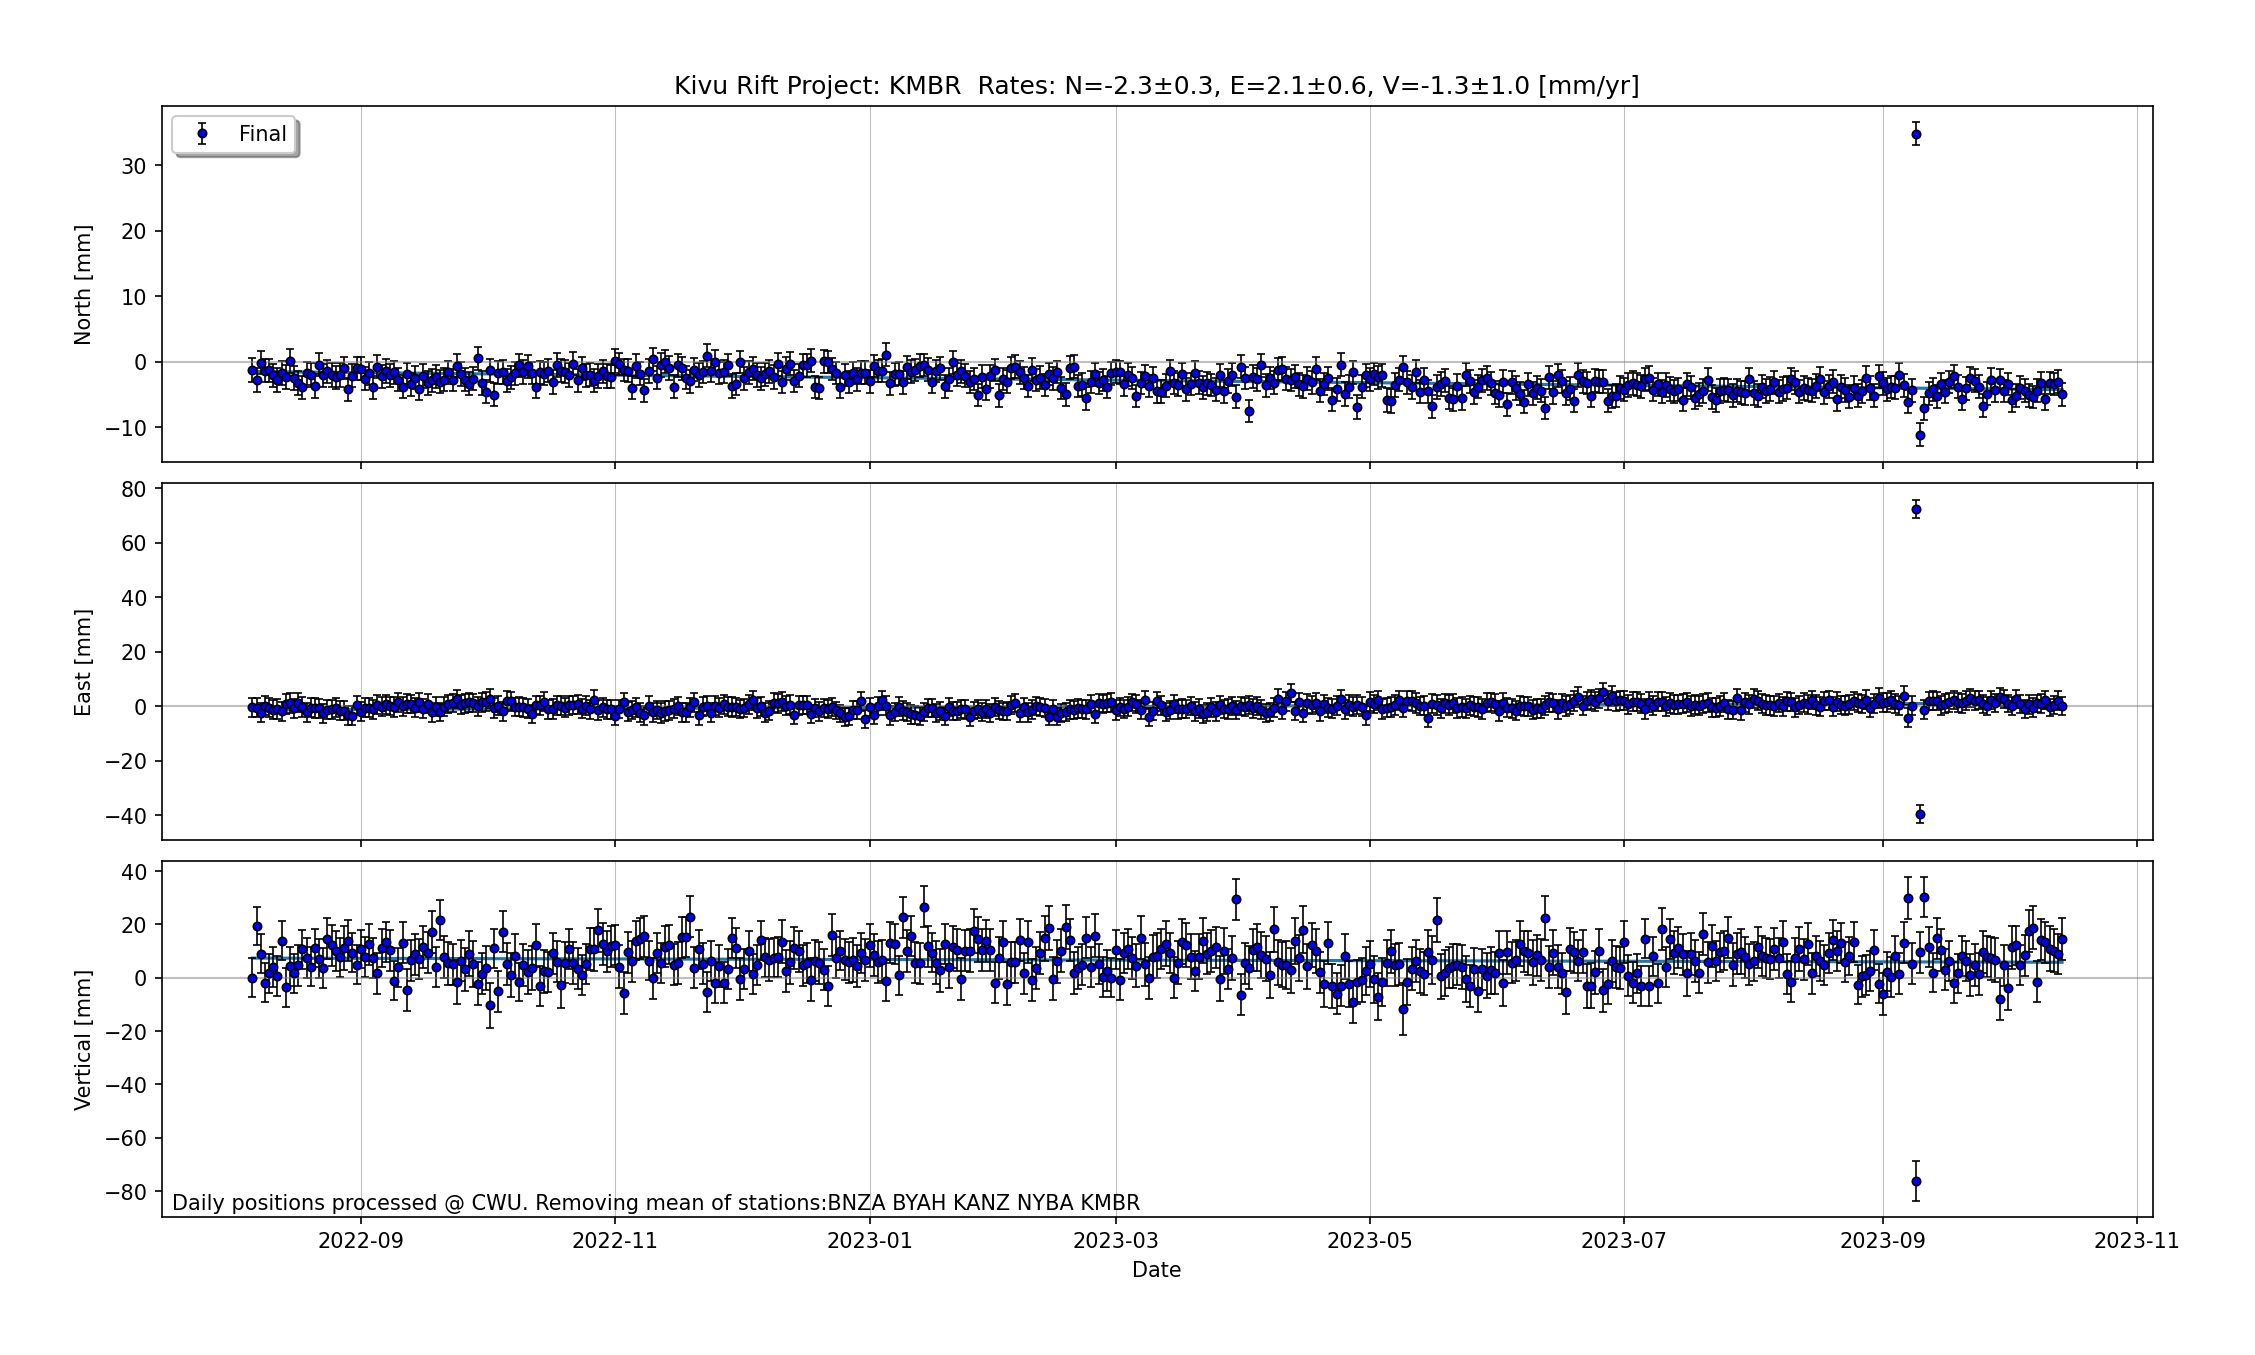 Kivu Rift Project: KMBR  Rates: N=-2.3±0.3, E=2.1±0.6, V=-1.3±1.0 [mm/yr]
Final
North [mm]
30
20
10
0
−10
East [mm]
80
60
40
20
0
−20
−40
Vertical [mm]
40
20
0
−20
−40
−60
−80
Daily positions processed @ CWU. Removing mean of stations:BNZA BYAH KANZ NYBA KMBR
2022-09 2022-11 2023-01 2023-03 2023-05 2023-07 2023-09 2023-11
Date